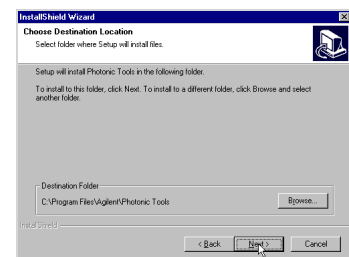 InstallShield Wizard
Choose Destination Location
Select folder where Setup will install files.
Setup will install Photonic Tools in the following folder.
To install to this folder, click Next. To install to a different folder, click Browse and select
another folder.
Destination Folder
C:\Program Files\Agilent\Photonic Tools
Browse...
InstallShield
< Back
Next >
Cancel